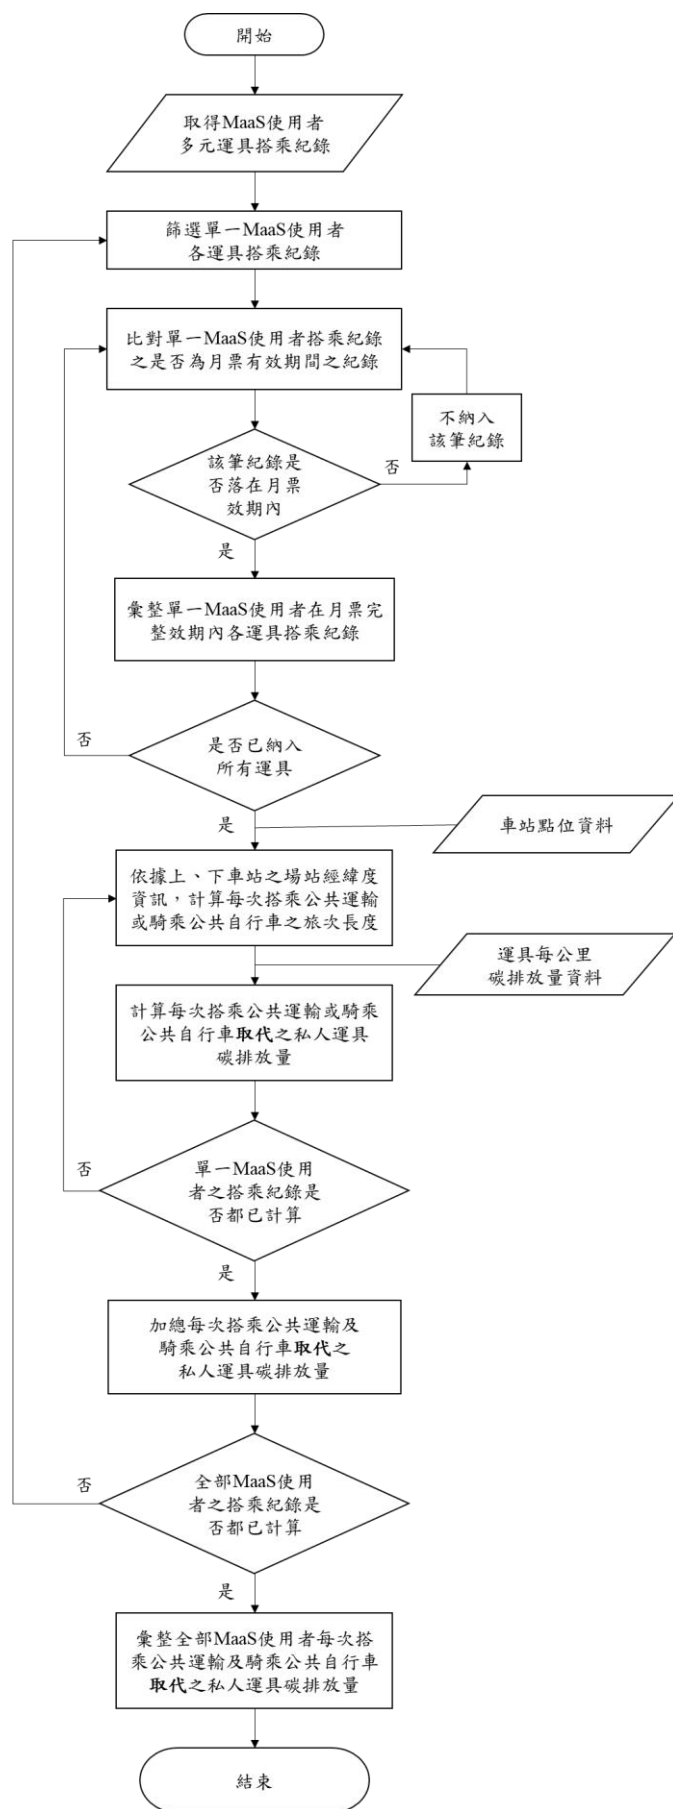 開始
取得MaaS使用者
多元運具搭乘紀錄
篩選單一MaaS使用者
各運具搭乘紀錄
比對單一MaaS使用者搭乘紀錄
之是否為月票有效期間之紀錄
不納入
該筆紀錄
該筆紀錄是
否落在月票
效期內
否
是
彙整單一MaaS使用者在月票完
整效期內各運具搭乘紀錄
否
是否已納入
所有運具
是
車站點位資料
依據上、下車站之場站經緯度
資訊，計算每次搭乘公共運輸
或騎乘公共自行車之旅次長度
運具每公里
碳排放量資料
計算每次搭乘公共運輸或騎乘
公共自行車取代之私人運具
碳排放量
否
單一MaaS使用
者之搭乘紀錄是
否都已計算
是
加總每次搭乘公共運輸及
騎乘公共自行車取代之
私人運具碳排放量
否
全部MaaS使用
者之搭乘紀錄是
否都已計算
是
彙整全部MaaS使用者每次搭
乘公共運輸及騎乘公共自行車
取代之私人運具碳排放量
結束